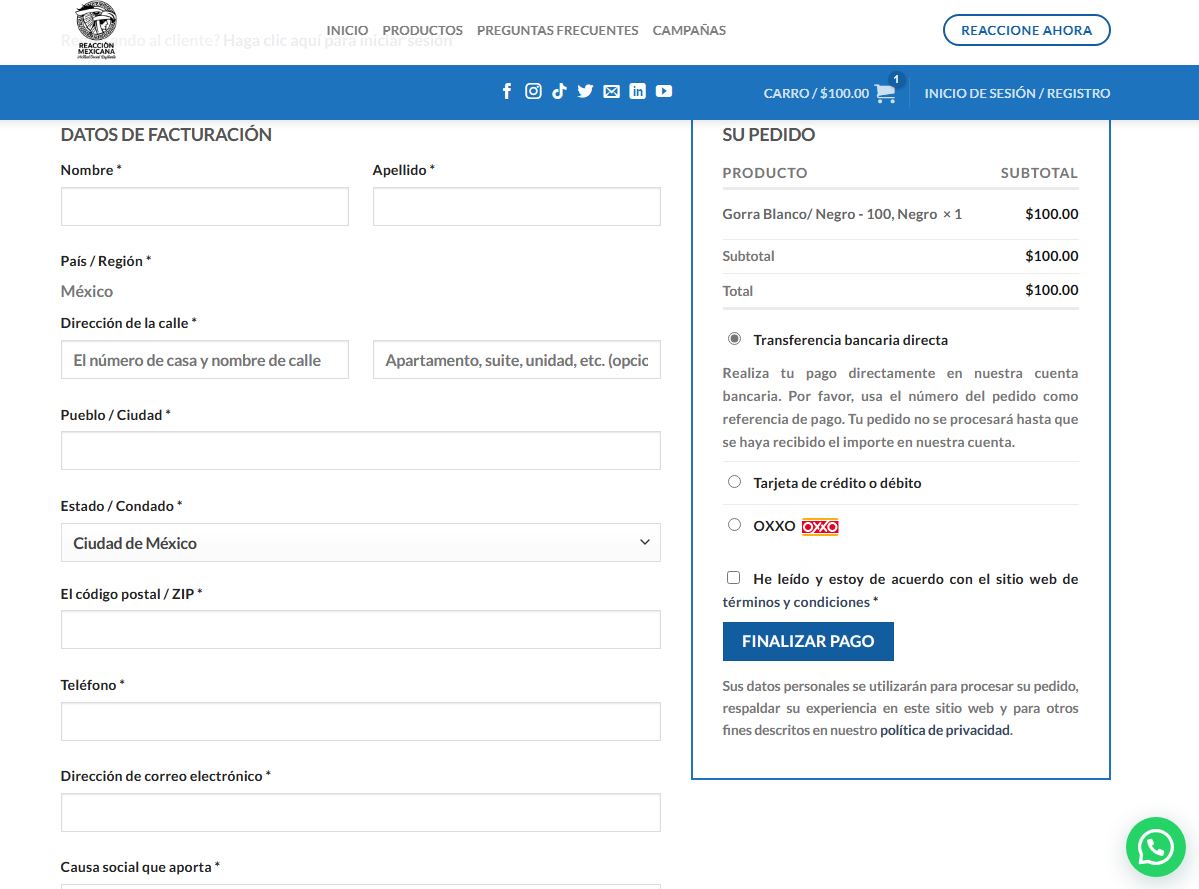 REACCIÓN
MEXICANA
INICIO PRODUCTOS PREGUNTAS FRECUENTES CAMPAÑAS
REACCIONE AHORA
al cliente? Haga clic aquí para iniciar sesión
CARRO / $100.00 1
INICIO DE SESIÓN / REGISTRO
DATOS DE FACTURACIÓN
Nombre *
Apellido *
País / Región *
México
Dirección de la calle *
El número de casa y nombre de calle
Apartamento, suite, unidad, etc. (opcio
Pueblo / Ciudad *
Estado / Condado *
Ciudad de México
El código postal / ZIP *
Teléfono *
Dirección de correo electrónico *
Causa social que aporta *
SU PEDIDO
PRODUCTO SUBTOTAL
Gorra Blanco/ Negro - 100, Negro × 1 $100.00
Subtotal $100.00
Total $100.00
Transferencia bancaria directa
Realiza tu pago directamente en nuestra cuenta
bancaria. Por favor, usa el número del pedido como
referencia de pago. Tu pedido no se procesará hasta que
se haya recibido el importe en nuestra cuenta.
Tarjeta de crédito o débito
OXXO OXXO
He leído y estoy de acuerdo con el sitio web de
términos y condiciones *
FINALIZAR PAGO
Sus datos personales se utilizarán para procesar su pedido,
respaldar su experiencia en este sitio web y para otros
fines descritos en nuestro política de privacidad.